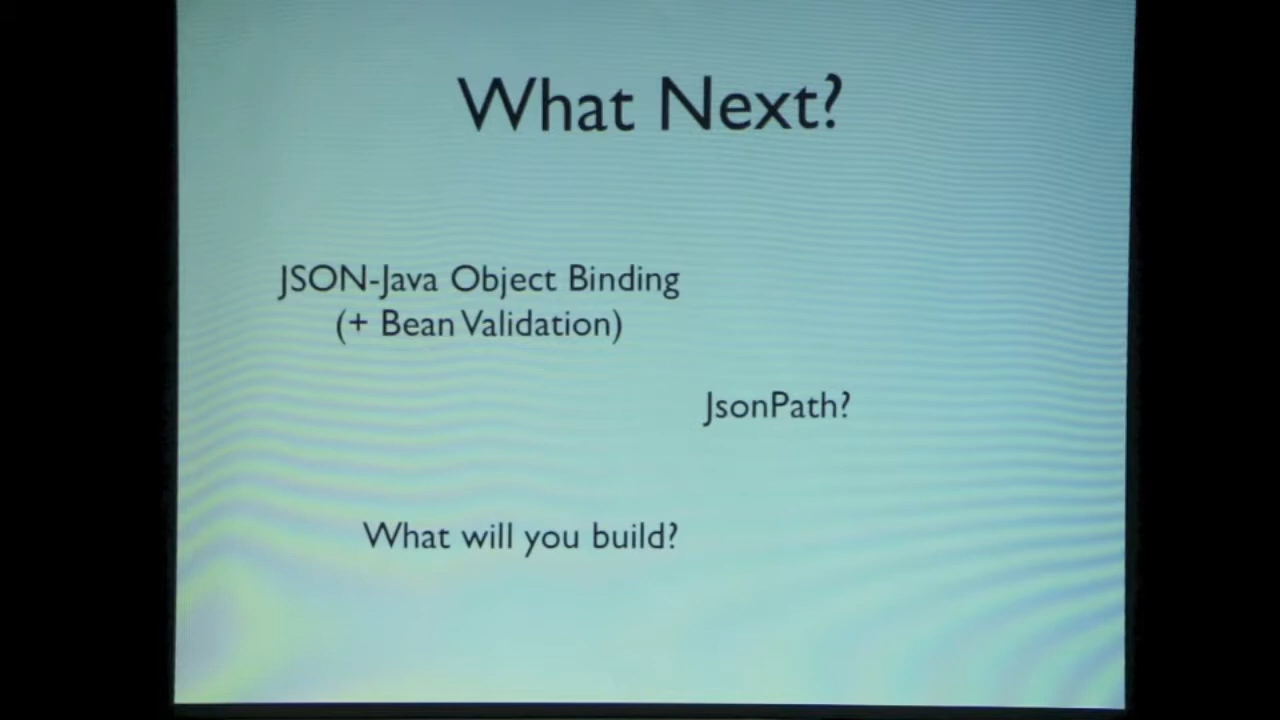 What Next?
JSON-Java Object Binding
(+ Bean Validation)
JsonPath?
What will you build?